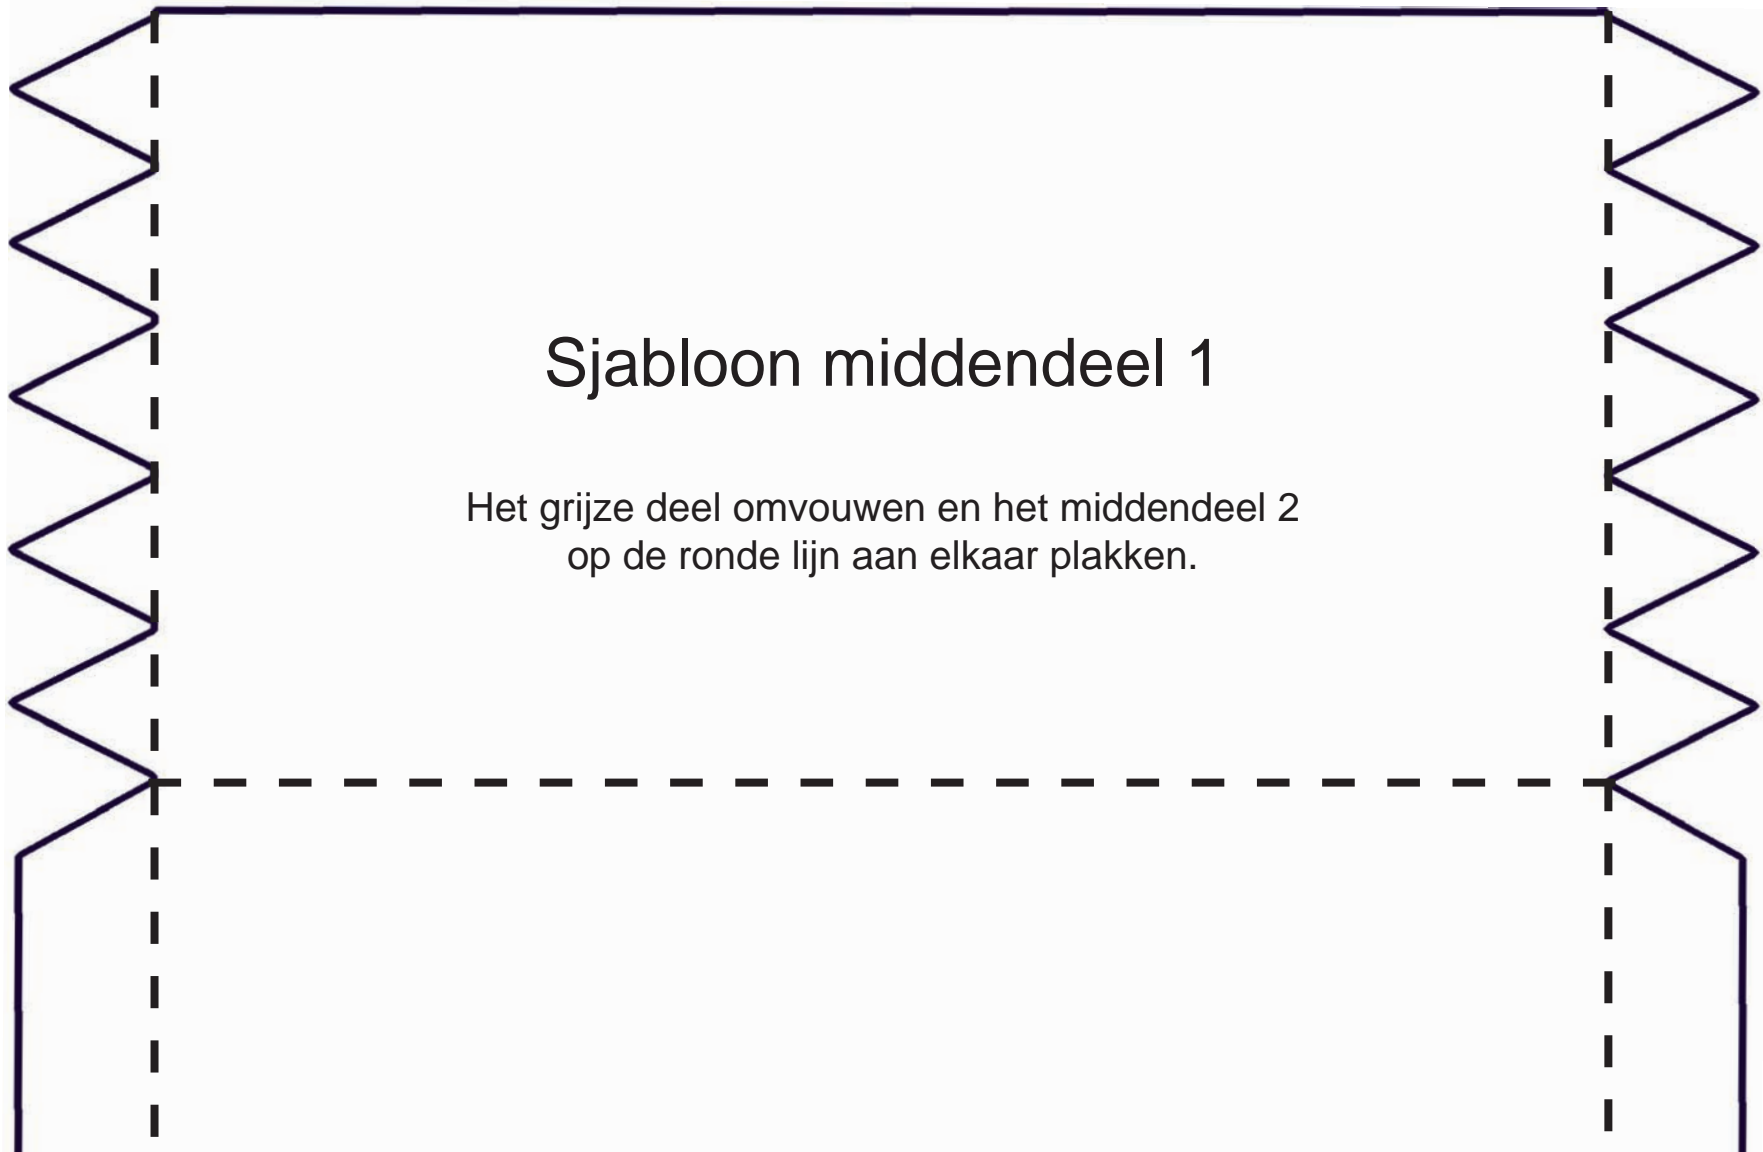 Sjabloon middendeel 1
Het grijze deel omvouwen en het middendeel 2
op de ronde lijn aan elkaar plakken.